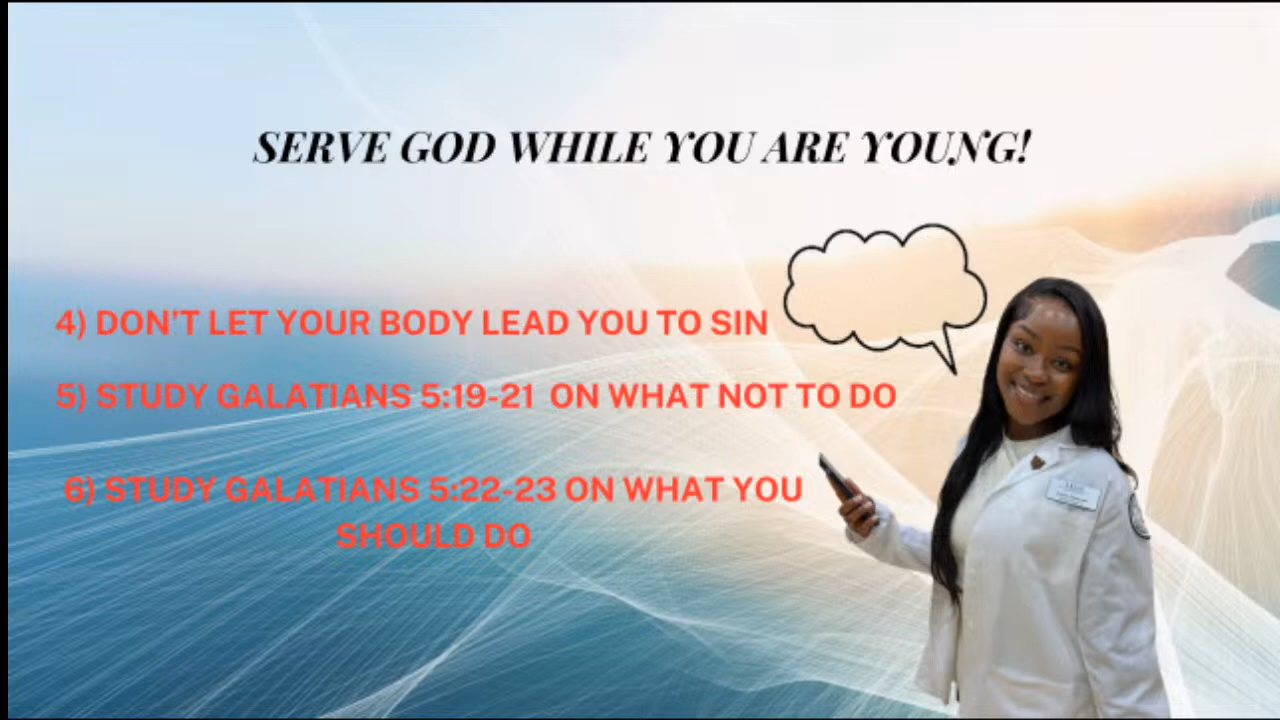 SERVE GOD WHILE YOU ARE YOUNG!
4) DON'T LET YOUR BODY LEAD YOU TO SIN
5) STUDY GALATIANS 5:19-21 ON WHAT NOT TO DO
6) STUDY GALATIANS 5:22-23 ON WHAT YOU
SHOULD DO